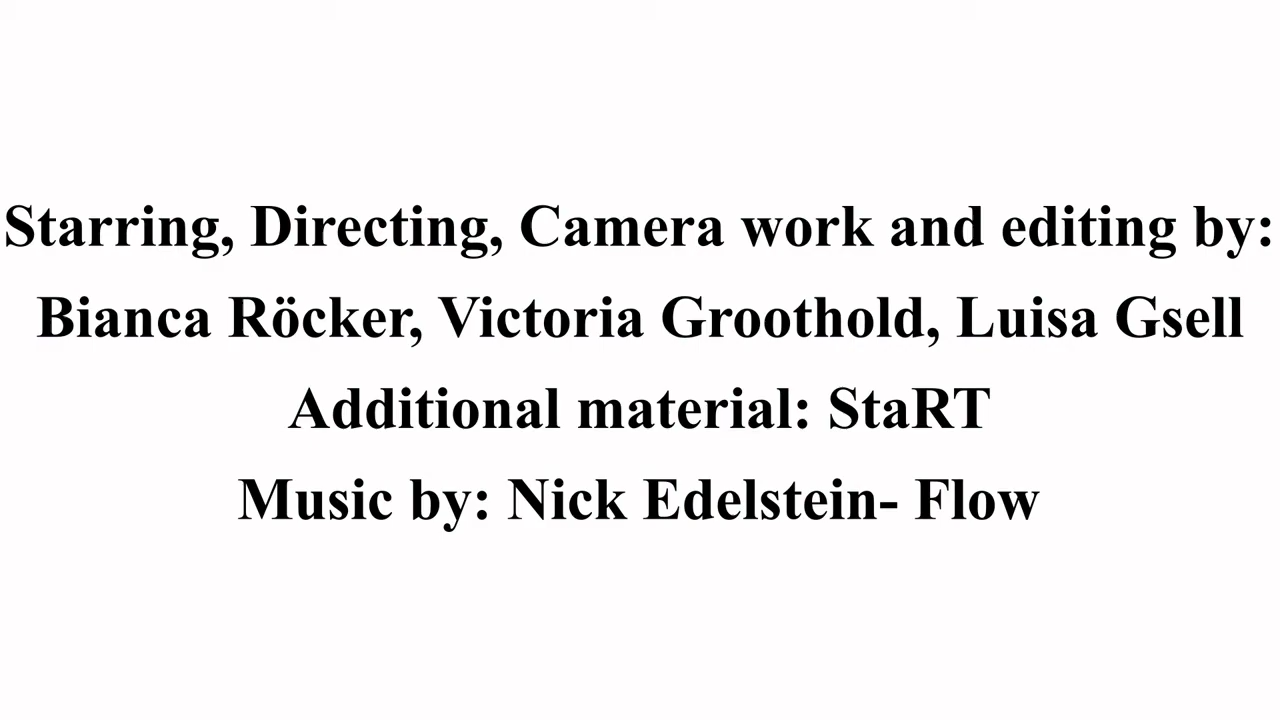 Starring, Directing, Camera work and editing by:
Bianca Röcker, Victoria Groothold, Luisa Gsell
Additional material: StaRT
Music by: Nick Edelstein- Flow